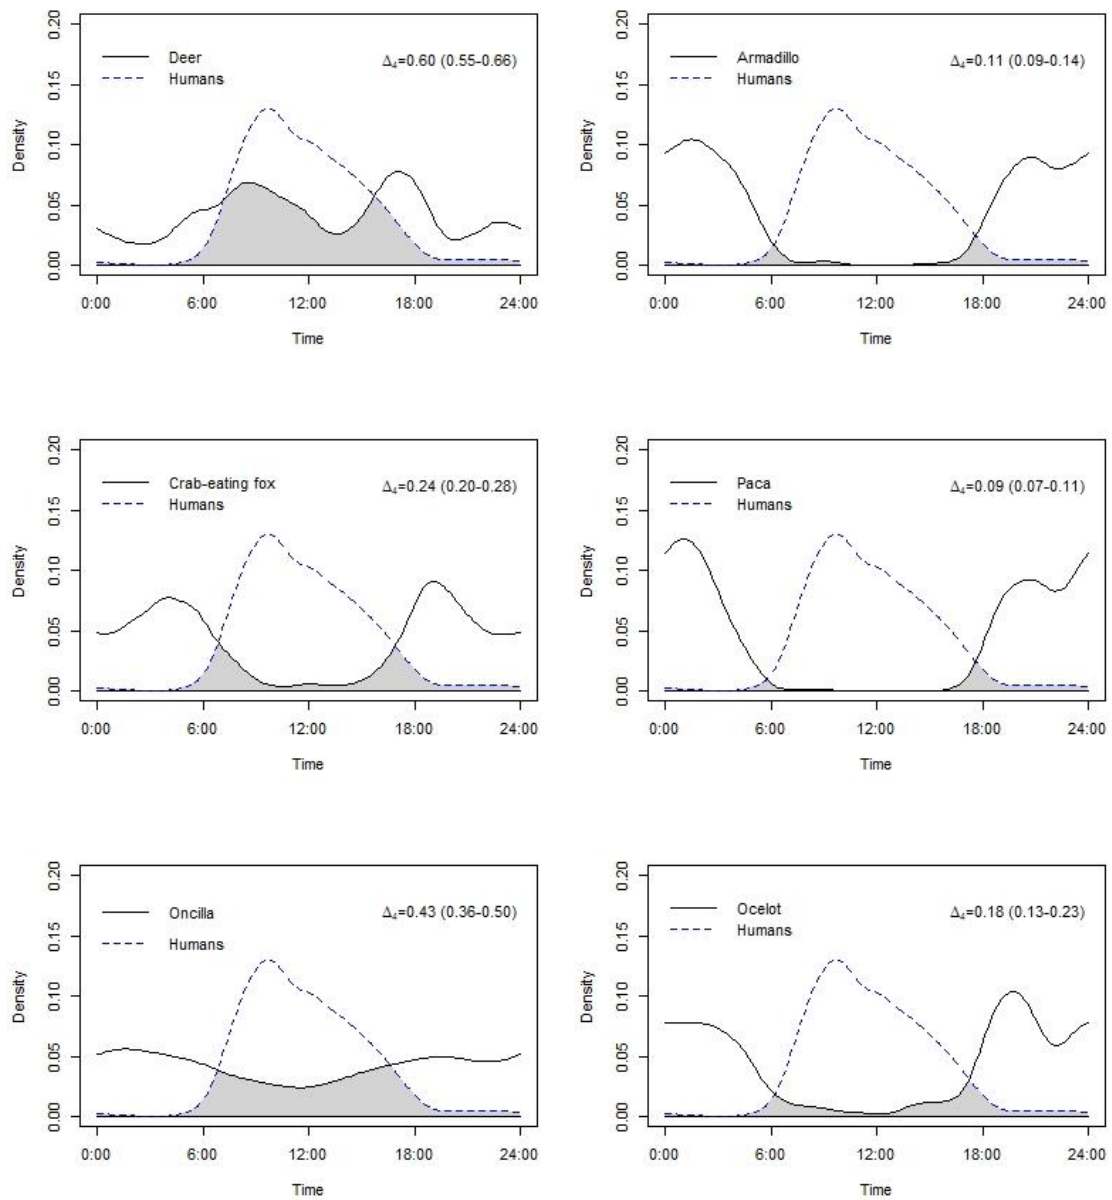 0.20
0.15
0.10
0.05
0.00
Density
Deer
Humans
Δ4=0.60 (0.55-0.66)
0:00 6:00 12:00 18:00 24:00
Time
0.20
0.15
0.10
0.05
0.00
Density
Armadillo
Humans
Δ4=0.11 (0.09-0.14)
0:00 6:00 12:00 18:00 24:00
Time
0.20
0.15
0.10
0.05
0.00
Density
Crab-eating fox
Humans
Δ4=0.24 (0.20-0.28)
0:00 6:00 12:00 18:00 24:00
Time
0.20
0.15
0.10
0.05
0.00
Density
Paca
Humans
Δ4=0.09 (0.07-0.11)
0:00 6:00 12:00 18:00 24:00
Time
0.20
0.15
0.10
0.05
0.00
Density
Oncilla
Humans
Δ4=0.43 (0.36-0.50)
0:00 6:00 12:00 18:00 24:00
Time
0.20
0.15
0.10
0.05
0.00
Density
Ocelot
Humans
Δ4=0.18 (0.13-0.23)
0:00 6:00 12:00 18:00 24:00
Time